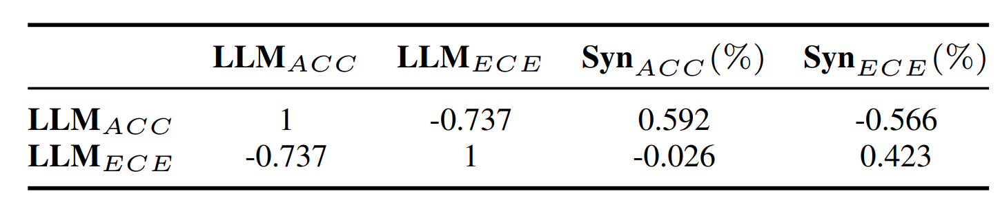 LLM_ACC LLM_ECE Syn_ACC(%) Syn_ECE(%)
LLM_ACC 1 -0.737 0.592 -0.566
LLM_ECE -0.737 1 -0.026 0.423